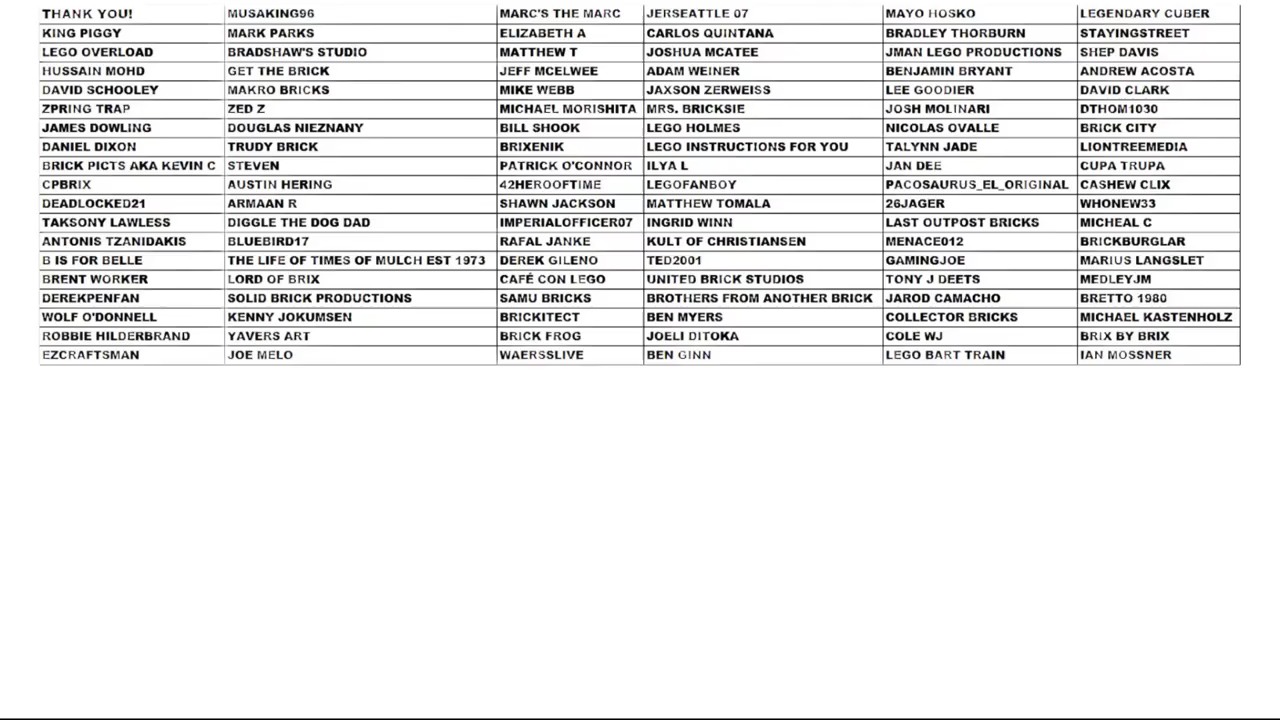 THANK YOU! MUSAKING96 MARC'S THE MARC JERSEATTLE 07 MAYO HOSKO LEGENDARY CUBER
KING PIGGY MARK PARKS ELIZABETH A CARLOS QUINTANA BRADLEY THORBURN STAYINGSTREET
LEGO OVERLOAD BRADSHAW'S STUDIO MATTHEW T JOSHUA MCATEE JMAN LEGO PRODUCTIONS SHEP DAVIS
HUSSAIN MOHD GET THE BRICK JEFF MCELWEE ADAM WEINER BENJAMIN BRYANT ANDREW ACOSTA
DAVID SCHOOLEY MAKRO BRICKS MIKE WEBB JAXSON ZERWEISS LEE GOODIER DAVID CLARK
ZPRING TRAP ZED Z MICHAEL MORISHITA MRS. BRICKSIE JOSH MOLINARI DTHOM1030
JAMES DOWLING DOUGLAS NIEZNANY BILL SHOOK LEGO HOLMES NICOLAS OVALLE BRICK CITY
DANIEL DIXON TRUDY BRICK BRIXENIK LEGO INSTRUCTIONS FOR YOU TALYNN JADE LIONTREEMEDIA
BRICK PICTS AKA KEVIN C STEVEN PATRICK O'CONNOR ILYA L JAN DEE CUPA TRUPA
CPBRIX AUSTIN HERING 42HEROOFTIME LEGOFANBOY PACOSAURUS_EL_ORIGINAL CASHEW CLIX
DEADLOCKED21 ARMAAN R SHAWN JACKSON MATTHEW TOMALA 26JAGER WHONEW33
TAKSONY LAWLESS DIGGLE THE DOG DAD IMPERIALOFFICER07 INGRID WINN LAST OUTPOST BRICKS MICHEAL C
ANTONIS TZANIDAKIS BLUEBIRD17 RAFAL JANKE KULT OF CHRISTIANSEN MENACE012 BRICKBURGLAR
B IS FOR BELLE THE LIFE OF TIMES OF MULCH EST 1973 DEREK GILENO TED2001 GAMINGJOE MARIUS LANGSLET
BRENT WORKER LORD OF BRIX CAFÉ CON LEGO UNITED BRICK STUDIOS TONY J DEETS MEDLEYJM
DEREKPENFAN SOLID BRICK PRODUCTIONS SAMU BRICKS BROTHERS FROM ANOTHER BRICK JAROD CAMACHO BRETTO 1980
WOLF O'DONNELL KENNY JOKUMSEN BRICKITECT BEN MYERS COLLECTOR BRICKS MICHAEL KASTENHOLZ
ROBBIE HILDERBRAND YAVERS ART BRICK FROG JOELI DITOKA COLE WJ BRIX BY BRIX
EZCRAFTSMAN JOE MELO WAERSSLIVE BEN GINN LEGO BART TRAIN IAN MOSSNER